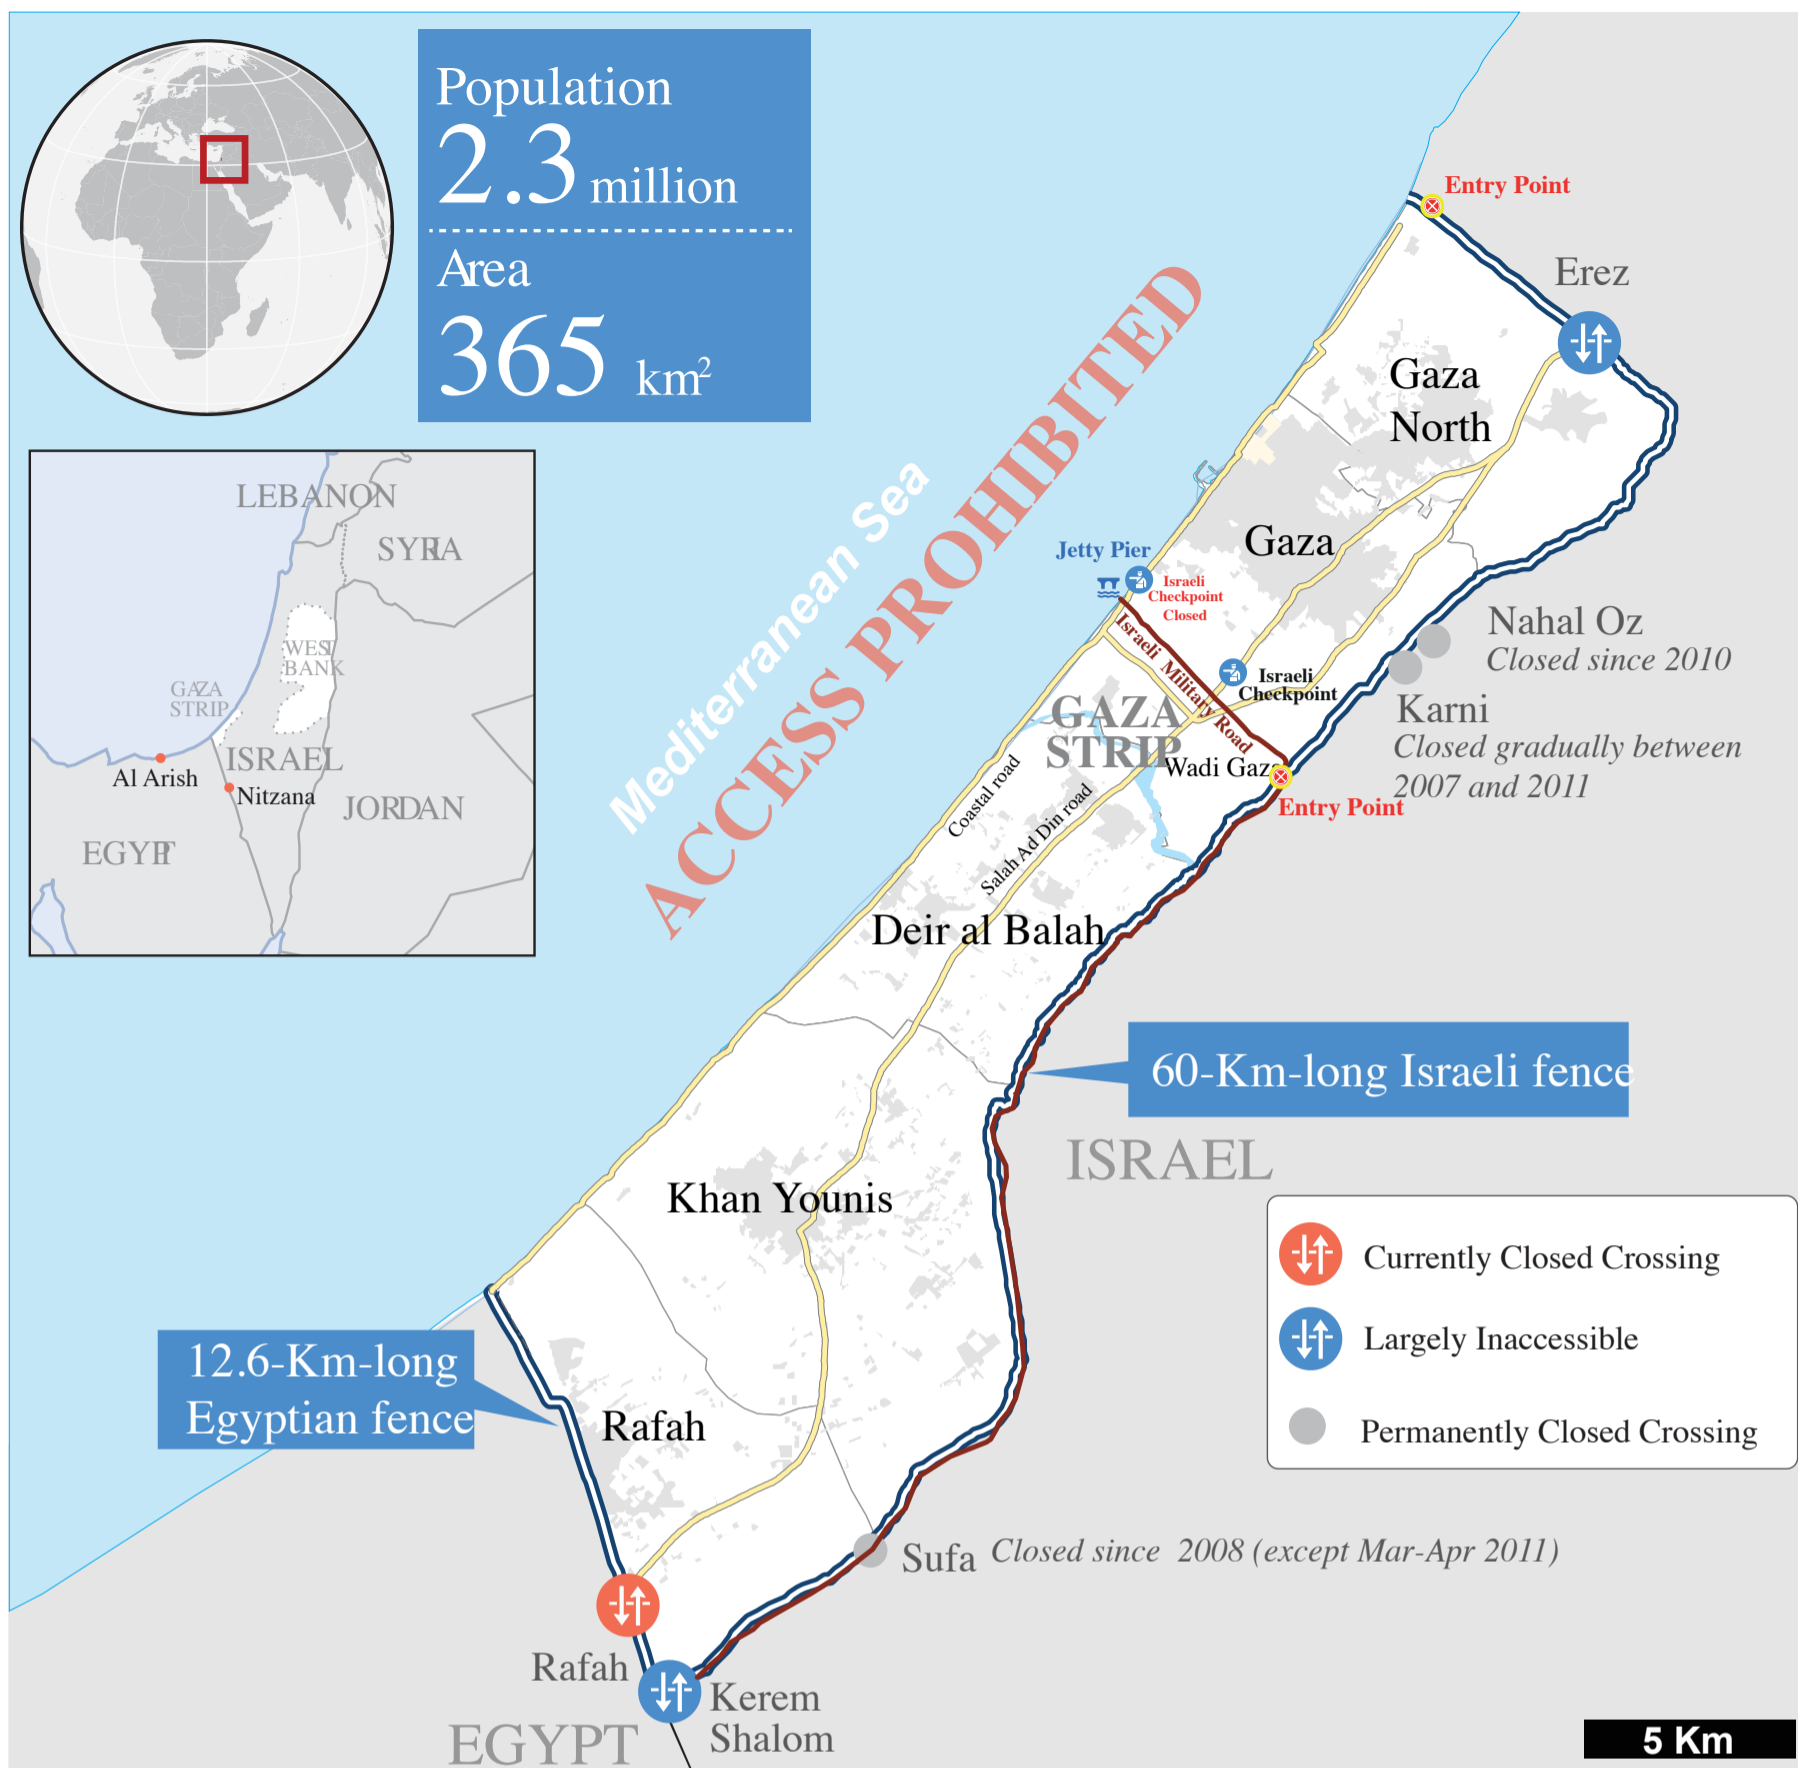 Population
2.3 million
Area
365 km2
Entry Point
Erez
Gaza
North
Gaza
Mediterranean Sea
ACCESS PROHIBITED
Jetty Pier
Israeli
Checkpoint
Closed
Israeli Military Road
Israeli
Checkpoint
Nahal Oz
Closed since 2010
Karni
Closed gradually between
2007 and 2011
GAZA
STRIP
Wadi Gaza
Entry Point
Coastal road
Salah Ad Din road
Deir al Balah
LEBANON
SYRIA
WEST
BANK
GAZA
STRIP
ISRAEL
Al Arish
Nitzana
JORDAN
EGYPT
60-Km-long Israeli fence
ISRAEL
Khan Younis
Currently Closed Crossing
Largely Inaccessible
Permanently Closed Crossing
12.6-Km-long
Egyptian fence
Rafah
Sufa Closed since 2008 (except Mar-Apr 2011)
Rafah
Kerem
Shalom
EGYPT
5 Km